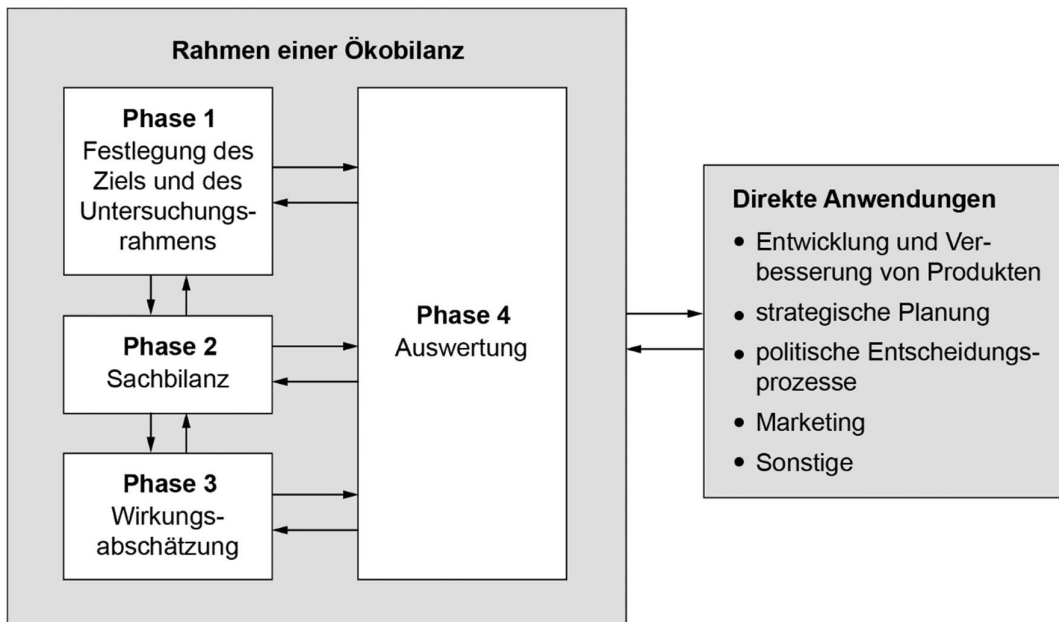 Rahmen einer Ökobilanz
Phase 1
Festlegung des
Ziels und des
Untersuchungs-
rahmens
Phase 2
Sachbilanz
Phase 3
Wirkungs-
abschätzung
Phase 4
Auswertung
Direkte Anwendungen
• Entwicklung und Ver-
besserung von Produkten
• strategische Planung
• politische Entscheidungs-
prozesse
• Marketing
• Sonstige